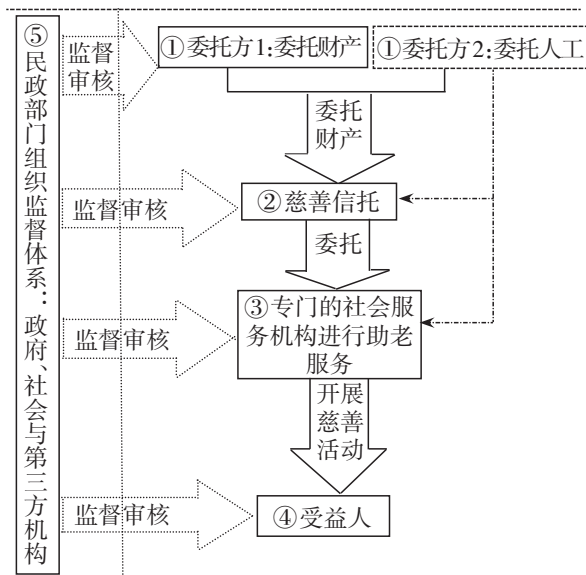 ⑤民政部门组织监督体系：政府、社会与第三方机构
监督
审核
①委托方1:委托财产
①委托方2:委托人工
委托
财产
监督审核
②慈善信托
委托
监督审核
③专门的社会服
务机构进行助老
服务
开展
慈善
活动
监督审核
④受益人